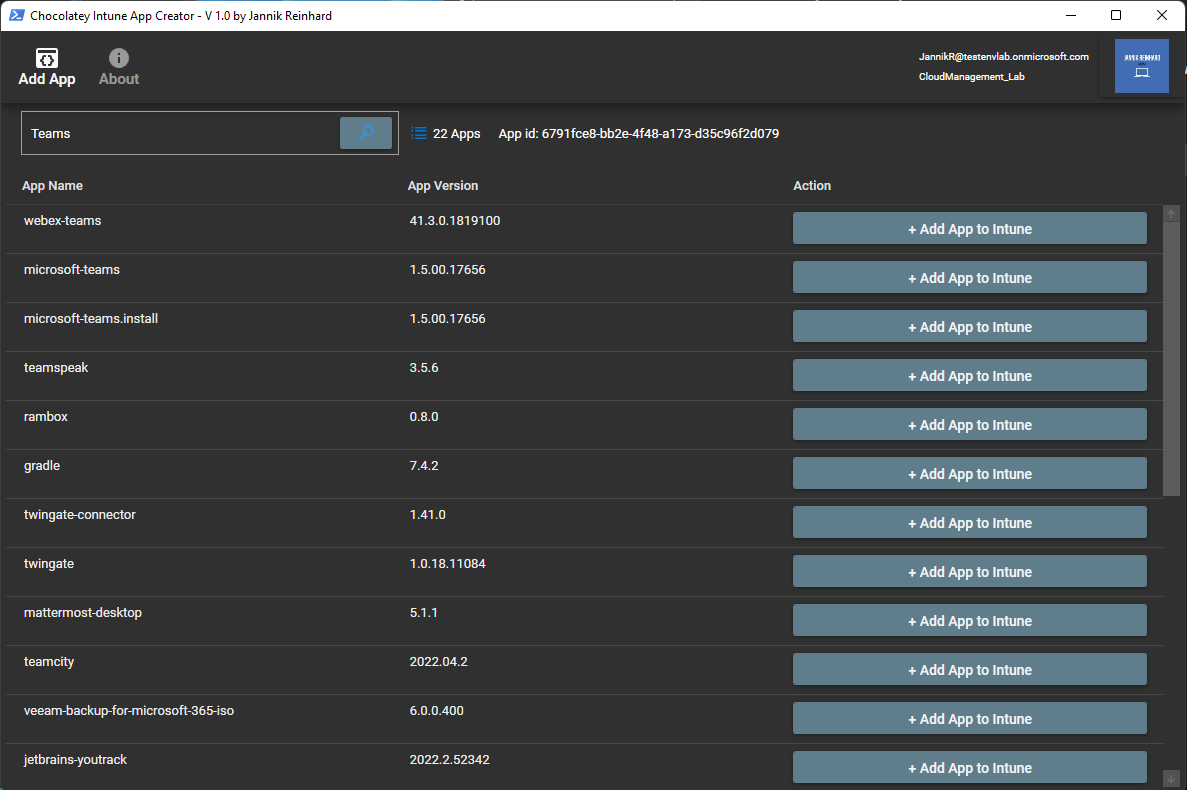 Chocolatey Intune App Creator - V 1.0 by Jannik Reinhard
Add App
About
JannikR@testenvlab.onmicrosoft.com
CloudManagement_Lab
JANNIK REINHARD
Teams
22 Apps
App id: 6791fce8-bb2e-4f48-a173-d35c96f2d079
App Name App Version Action
webex-teams 41.3.0.1819100 + Add App to Intune
microsoft-teams 1.5.00.17656 + Add App to Intune
microsoft-teams.install 1.5.00.17656 + Add App to Intune
teamspeak 3.5.6 + Add App to Intune
rambox 0.8.0 + Add App to Intune
gradle 7.4.2 + Add App to Intune
twingate-connector 1.41.0 + Add App to Intune
twingate 1.0.18.11084 + Add App to Intune
mattermost-desktop 5.1.1 + Add App to Intune
teamcity 2022.04.2 + Add App to Intune
veeam-backup-for-microsoft-365-iso 6.0.0.400 + Add App to Intune
jetbrains-youtrack 2022.2.52342 + Add App to Intune